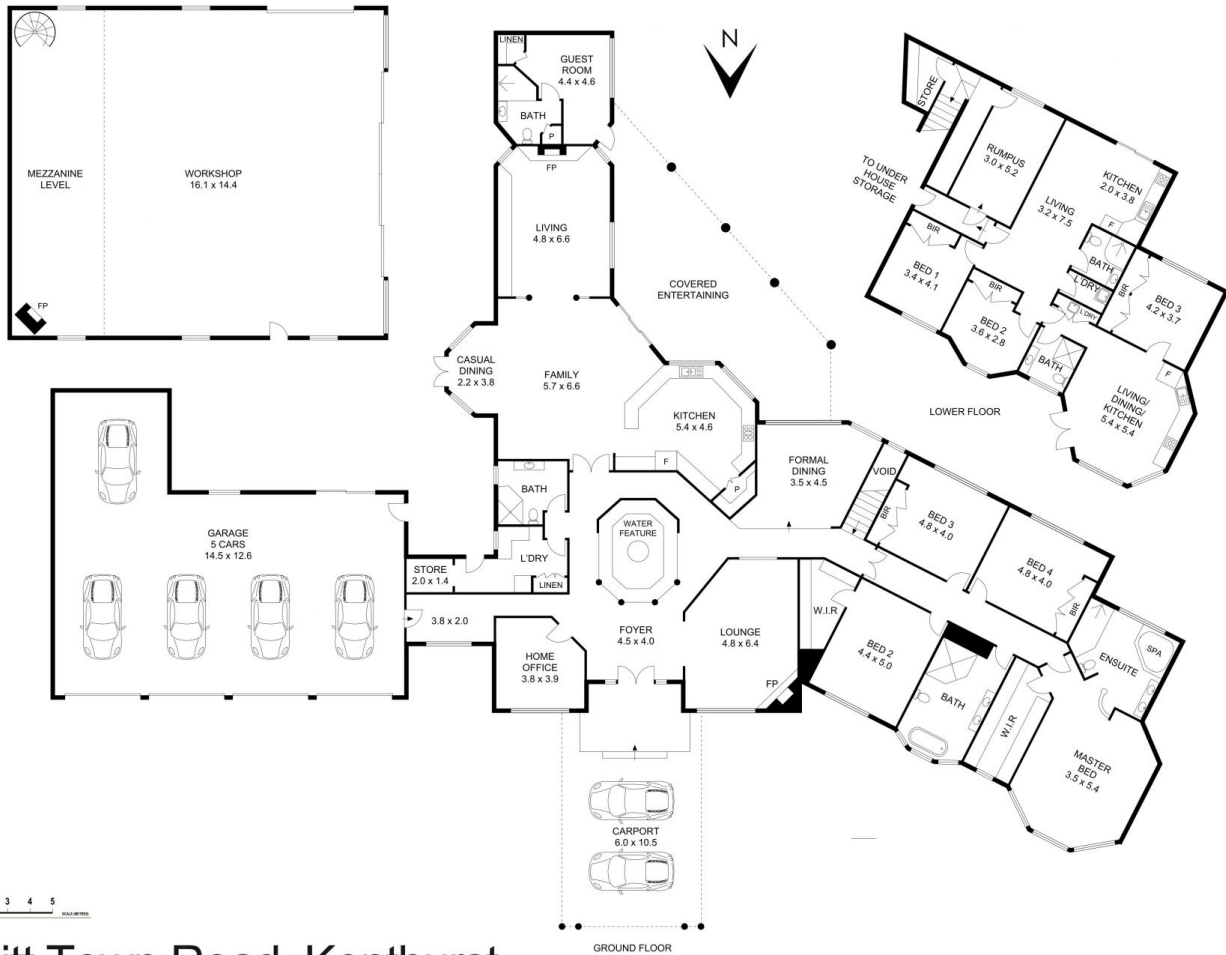 MEZZANINE
LEVEL
WORKSHOP
16.1 x 14.4
FP
LINEN
GUEST
ROOM
4.4 x 4.6
BATH
P
FP
LIVING
4.8 x 6.6
N
COVERED
ENTERTAINING
CASUAL
DINING
2.2 x 3.8
FAMILY
5.7 x 6.6
KITCHEN
5.4 x 4.6
F
P
FORMAL
DINING
3.5 x 4.5
VOID
STORE
TO UNDER
HOUSE
STORAGE
RUMPUS
3.0 x 5.2
KITCHEN
2.0 x 3.8
LIVING
3.2 x 7.5
F
BIR
BED 1
3.4 x 4.1
BIR
BED 2
3.6 x 2.8
BATH
L'DRY
L'DRY
BIR
BED 3
4.2 x 3.7
BATH
F
LIVING/
DINING/
KITCHEN
5.4 x 5.4
LOWER FLOOR
GARAGE
5 CARS
14.5 x 12.6
BATH
L'DRY
STORE
2.0 x 1.4
LINEN
3.8 x 2.0
WATER
FEATURE
FOYER
4.5 x 4.0
HOME
OFFICE
3.8 x 3.9
LOUNGE
4.8 x 6.4
FP
BIR
BED 3
4.8 x 4.0
BED 4
4.8 x 4.0
BIR
W.I.R
BED 2
4.4 x 5.0
BATH
W.I.R
ENSUITE
SPA
MASTER
BED
3.5 x 5.4
CARPORT
6.0 x 10.5
GROUND FLOOR
3 4 5
SCALE (METRES)
Town Road, Kenthurst